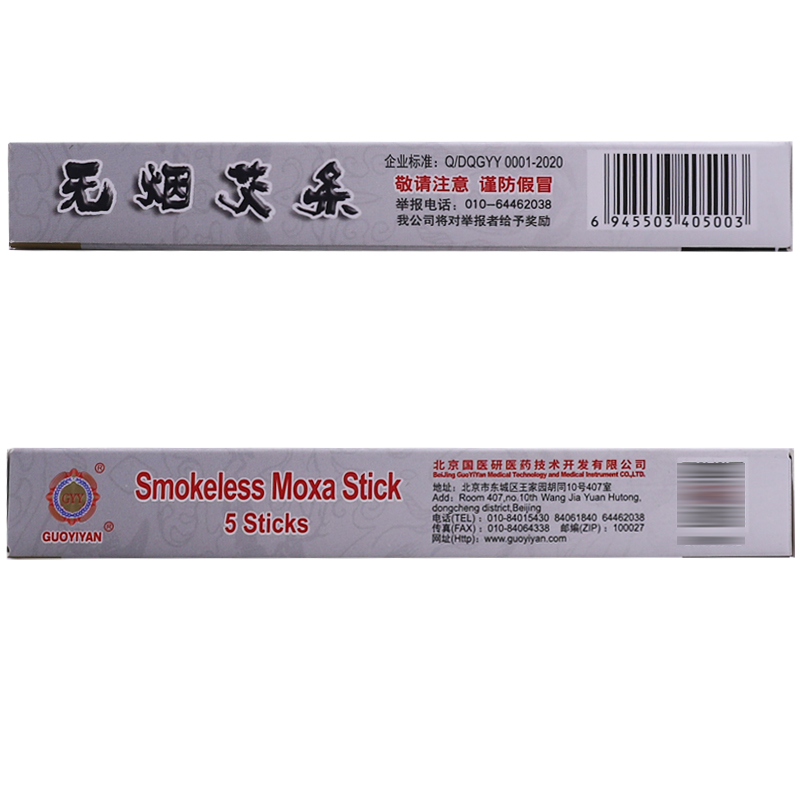 无烟艾条
企业标准：Q/DQGYY 0001-2020
敬请注意 谨防假冒
举报电话：010-64462038
我公司将对举报者给予奖励
6 945503 405003
GYY
®
GUOYIYAN ®
Smokeless Moxa Stick
5 Sticks
北京国医研医药技术开发有限公司
BeiJing GuoYiYan Medical Technology and Medical Instrument CO.,LTD.
地址：北京市东城区王家园胡同10号407室
Add：Room 407,no.10th Wang Jia Yuan Hutong,
dongcheng district,Beijing
电话(TEL)：010-84015430 84061840 64462038
传真(FAX)：010-84064338 邮编(ZIP)：100027
网址(Http)：www.guoyiyan.com